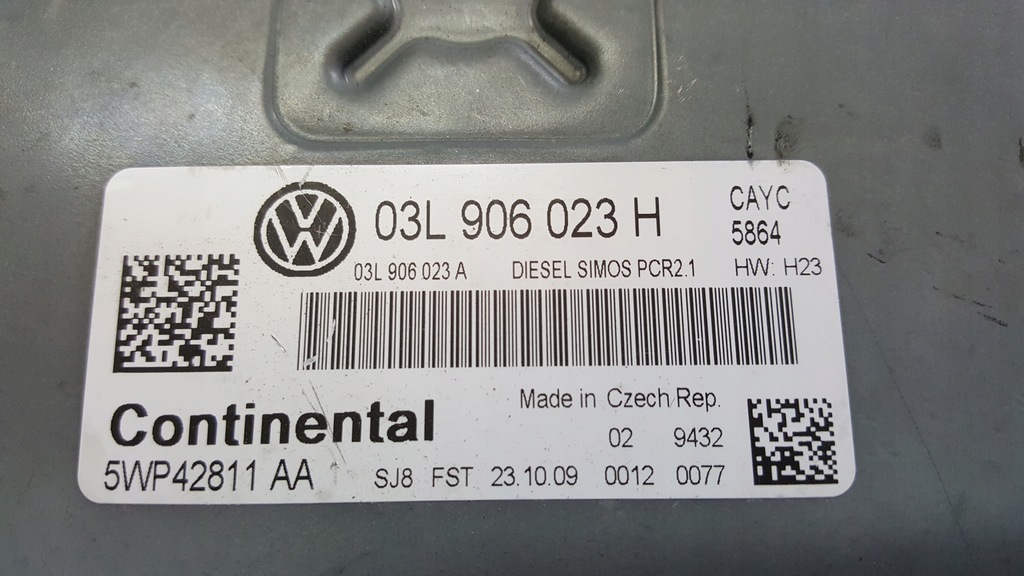 03L 906 023 H
CAYC
5864
03L 906 023 A DIESEL SIMOS PCR2.1 HW: H23
Continental
Made in Czech Rep.
02 9432
5WP42811 AA
SJ8 FST 23.10.09 0012 0077